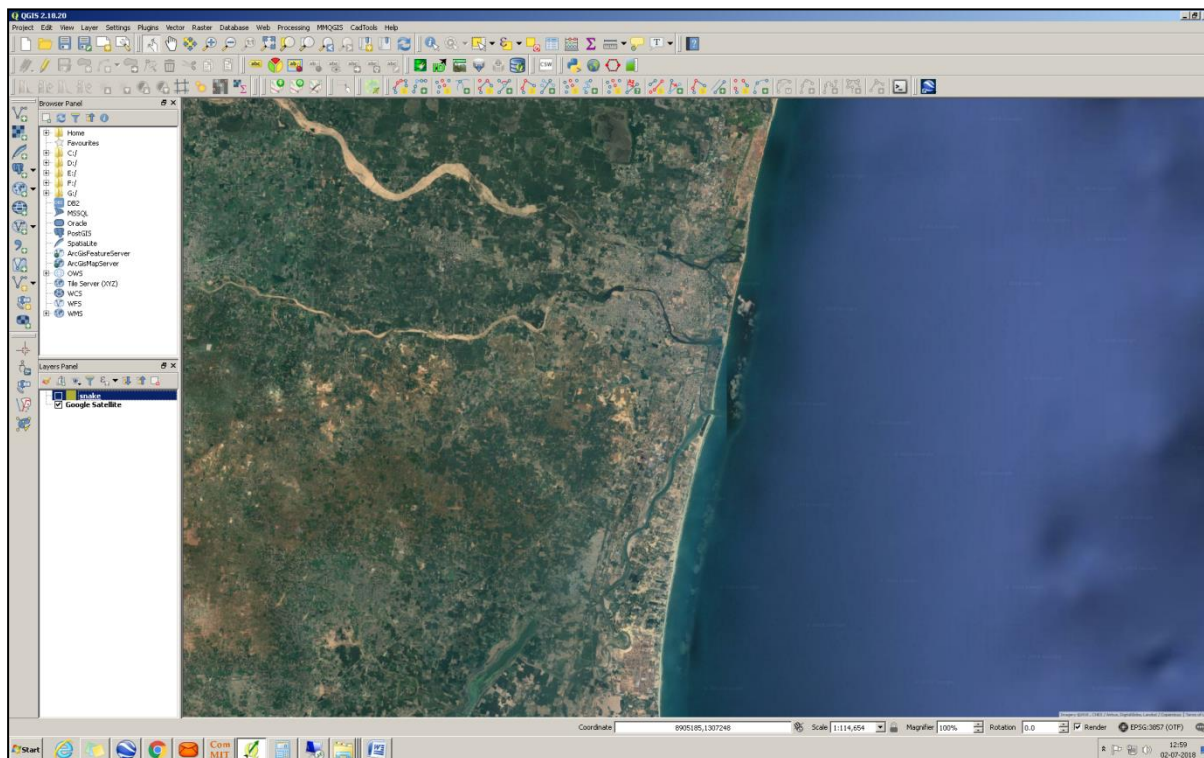 QGIS 2.18.20
Project Edit View Layer Settings Plugins Vector Raster Database Web Processing MMQGIS CadTools Help
CSW
Browser Panel
Home
Favourites
C:/
D:/
E:/
F:/
G:/
DB2
MSSQL
Oracle
PostGIS
SpatiaLite
ArcGisFeatureServer
ArcGisMapServer
OWS
Tile Server (XYZ)
WCS
WFS
WMS
Layers Panel
snake
Google Satellite
Coordinate 8905185,1307248 Scale 1:114,654 Magnifier 100% Rotation 0.0 Render EPSG:3857 (OTF)
Start Com MIT 12:59
02-07-2018